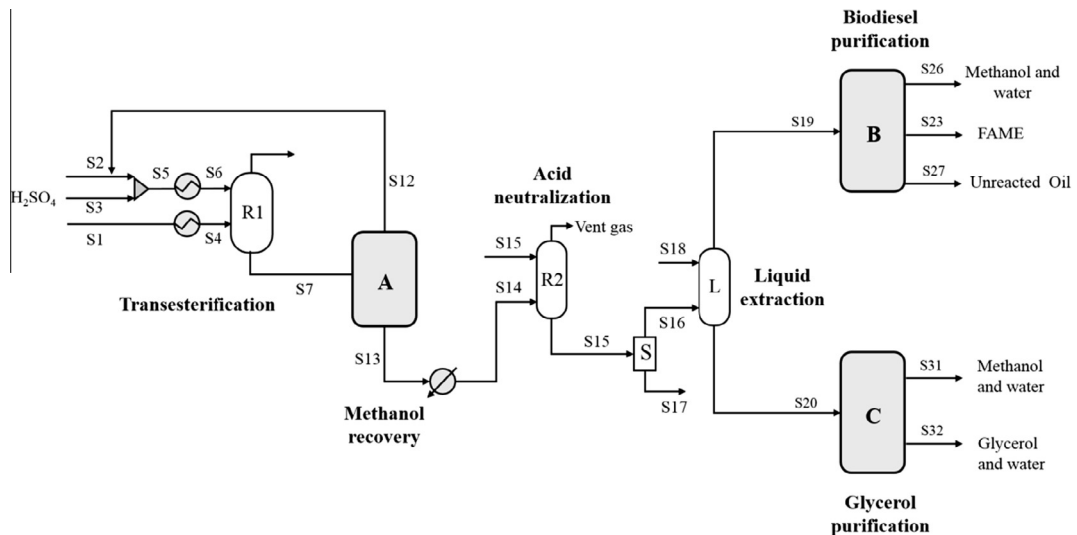 Biodiesel
purification
S26
Methanol and
water
S19
B
S23
FAME
S27
Unreacted Oil
S2
S5
S6
S12
H₂SO₄
S3
R1
S1
S4
A
S7
Transesterification
S13
Methanol
recovery
Acid
neutralization
Vent gas
S15
R2
S14
S15
S
S16
S17
S18
L
Liquid
extraction
S20
C
S31
Methanol
and water
S32
Glycerol
and water
Glycerol
purification